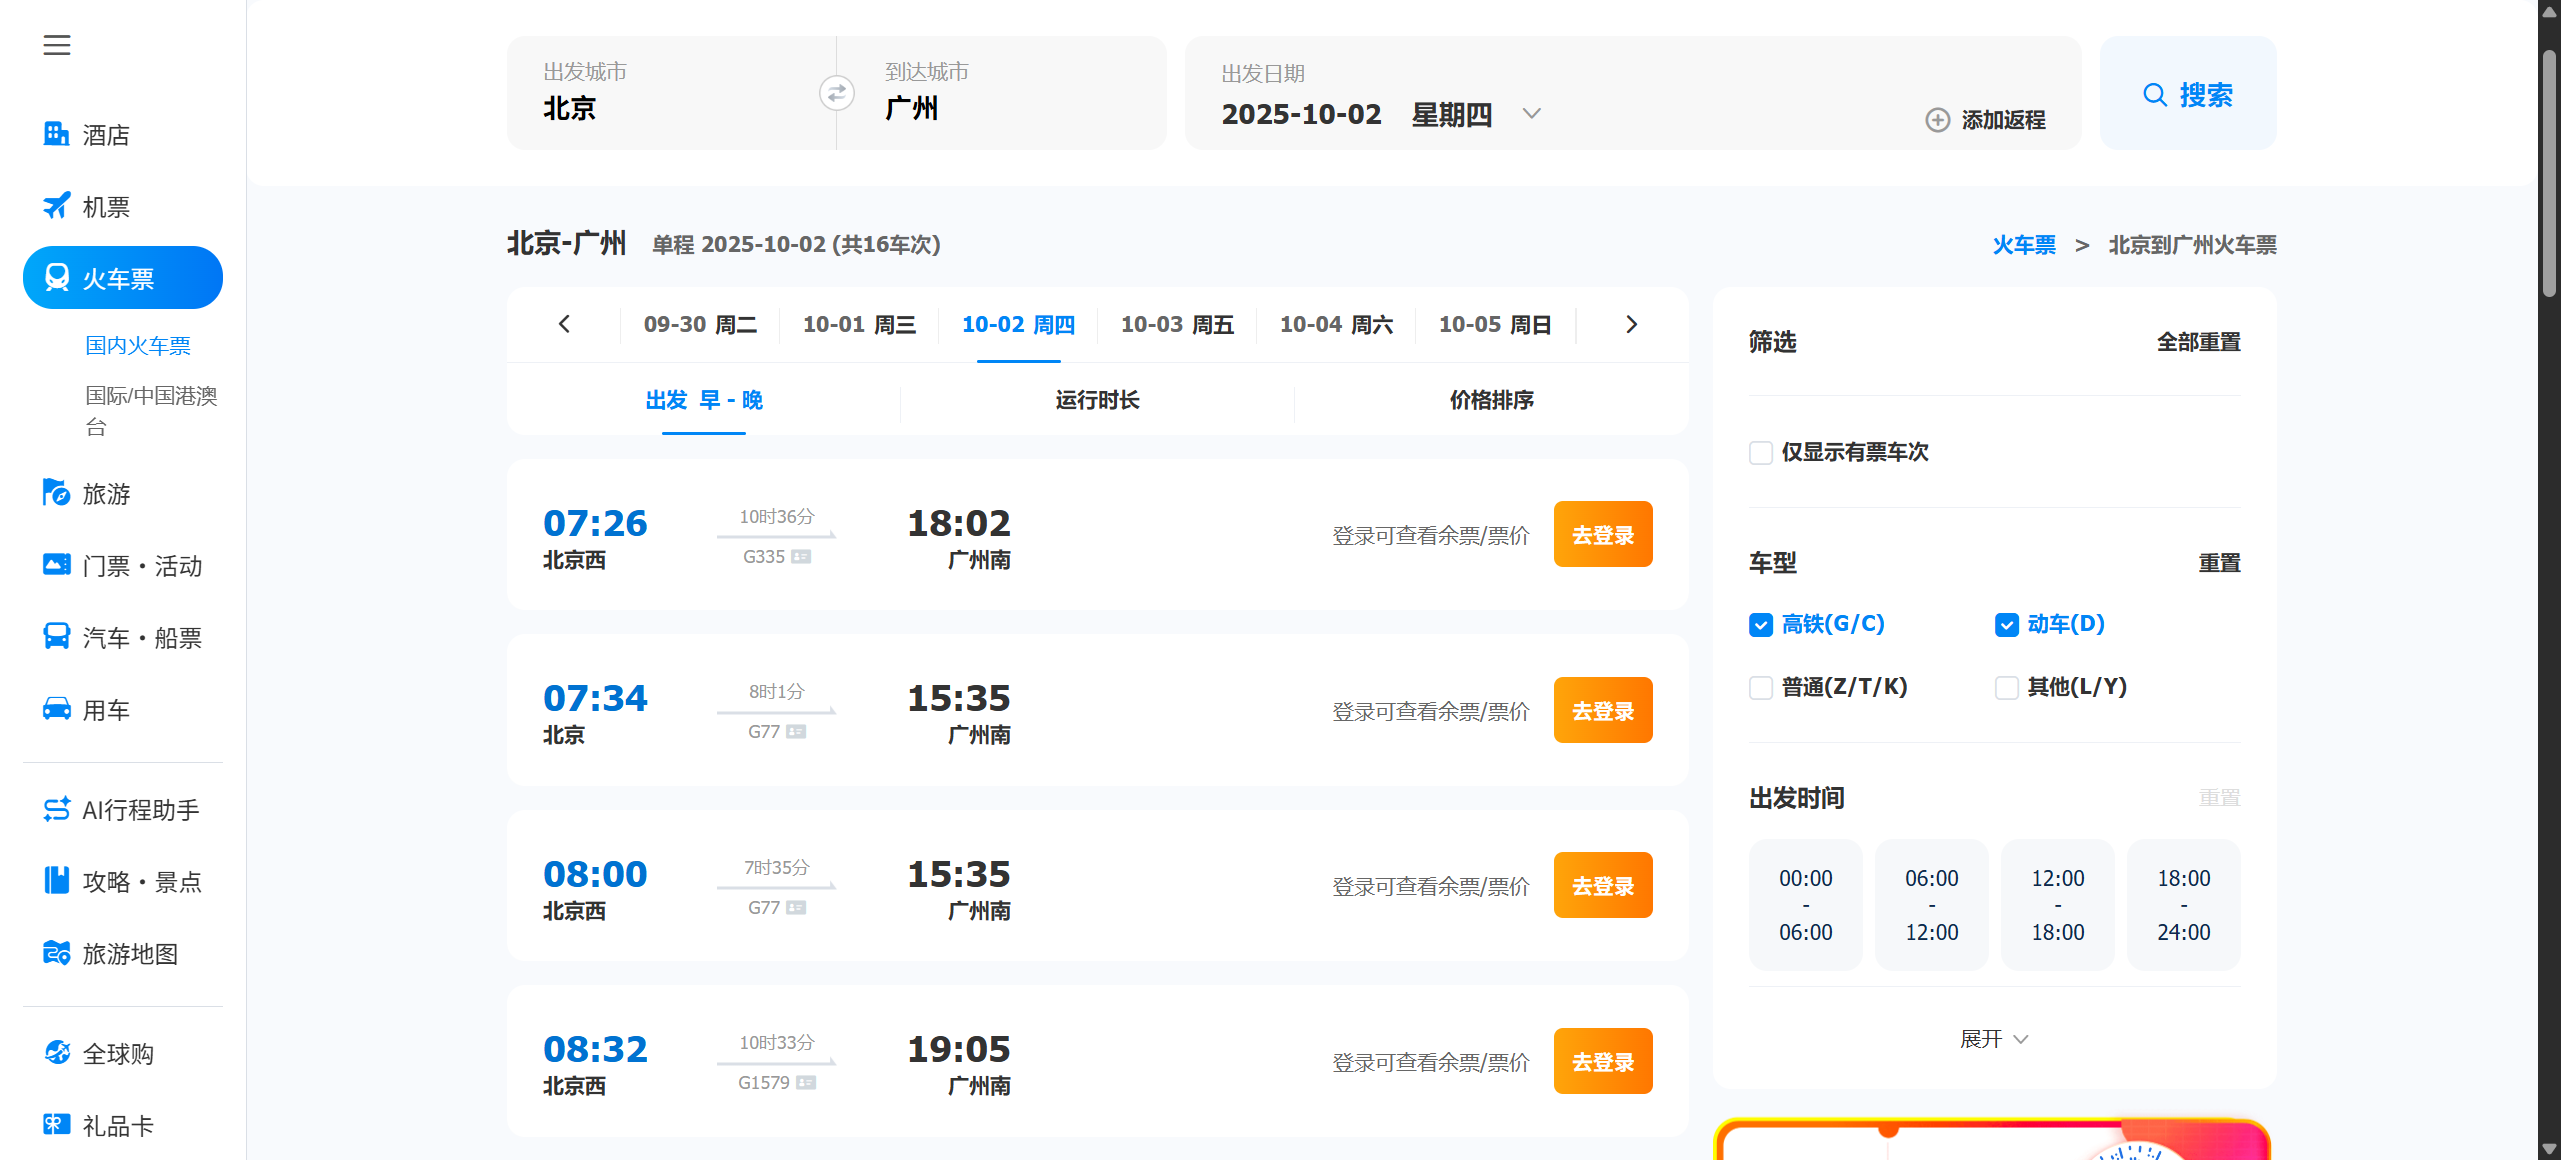 酒店
机票
火车票
国内火车票
国际/中国港澳
台
旅游
门票・活动
汽车・船票
用车
AI行程助手
攻略・景点
旅游地图
全球购
礼品卡
出发城市
北京
到达城市
广州
出发日期
2025-10-02 星期四
添加返程
搜索
北京-广州 单程 2025-10-02 (共16车次)
火车票 > 北京到广州火车票
09-30 周二 10-01 周三 10-02 周四 10-03 周五 10-04 周六 10-05 周日
出发 早 - 晚 运行时长 价格排序
07:26 10时36分 18:02
北京西 G335 广州南
登录可查看余票/票价 去登录
07:34 8时1分 15:35
北京 G77 广州南
登录可查看余票/票价 去登录
08:00 7时35分 15:35
北京西 G77 广州南
登录可查看余票/票价 去登录
08:32 10时33分 19:05
北京西 G1579 广州南
登录可查看余票/票价 去登录
筛选 全部重置
仅显示有票车次
车型 重置
高铁(G/C) 动车(D)
普通(Z/T/K) 其他(L/Y)
出发时间 重置
00:00 06:00 12:00 18:00
- - - -
06:00 12:00 18:00 24:00
展开